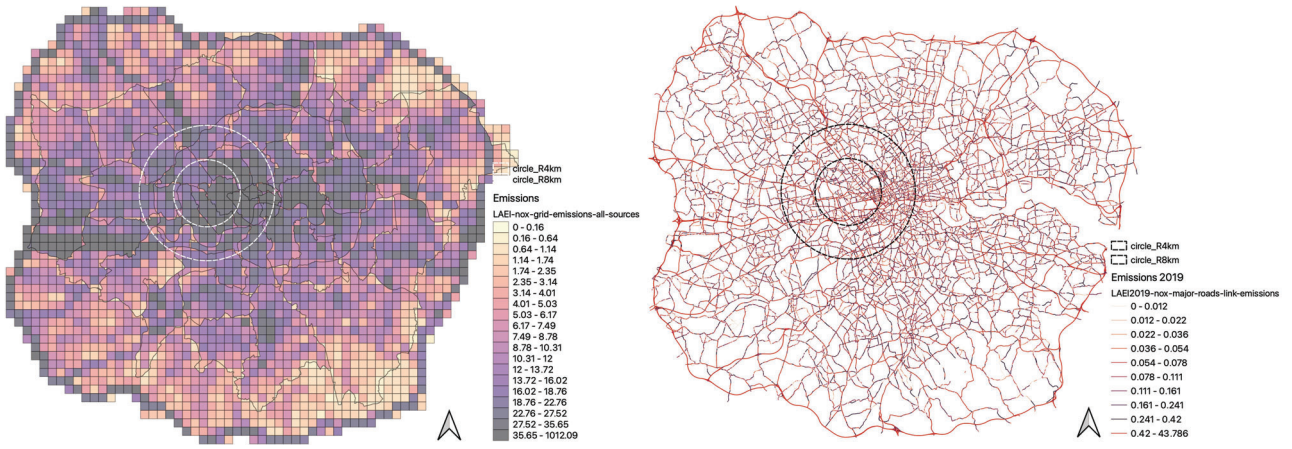 circle_R4km
circle_R8km
Emissions
LAEI-nox-grid-emissions-all-sources
0 - 0.16
0.16 - 0.64
0.64 - 1.14
1.14 - 1.74
1.74 - 2.35
2.35 - 3.14
3.14 - 4.01
4.01 - 5.03
5.03 - 6.17
6.17 - 7.49
7.49 - 8.78
8.78 - 10.31
10.31 - 12
12 - 13.72
13.72 - 16.02
16.02 - 18.76
18.76 - 22.76
22.76 - 27.52
27.52 - 35.65
35.65 - 1012.09
circle_R4km
circle_R8km
Emissions 2019
LAEI2019-nox-major-roads-link-emissions
0 - 0.012
0.012 - 0.022
0.022 - 0.036
0.036 - 0.054
0.054 - 0.078
0.078 - 0.111
0.111 - 0.161
0.161 - 0.241
0.241 - 0.42
0.42 - 43.786